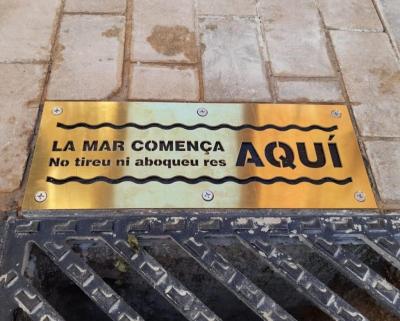 LA MAR COMENÇA
No tireu ni aboqueu res
AQUÍ